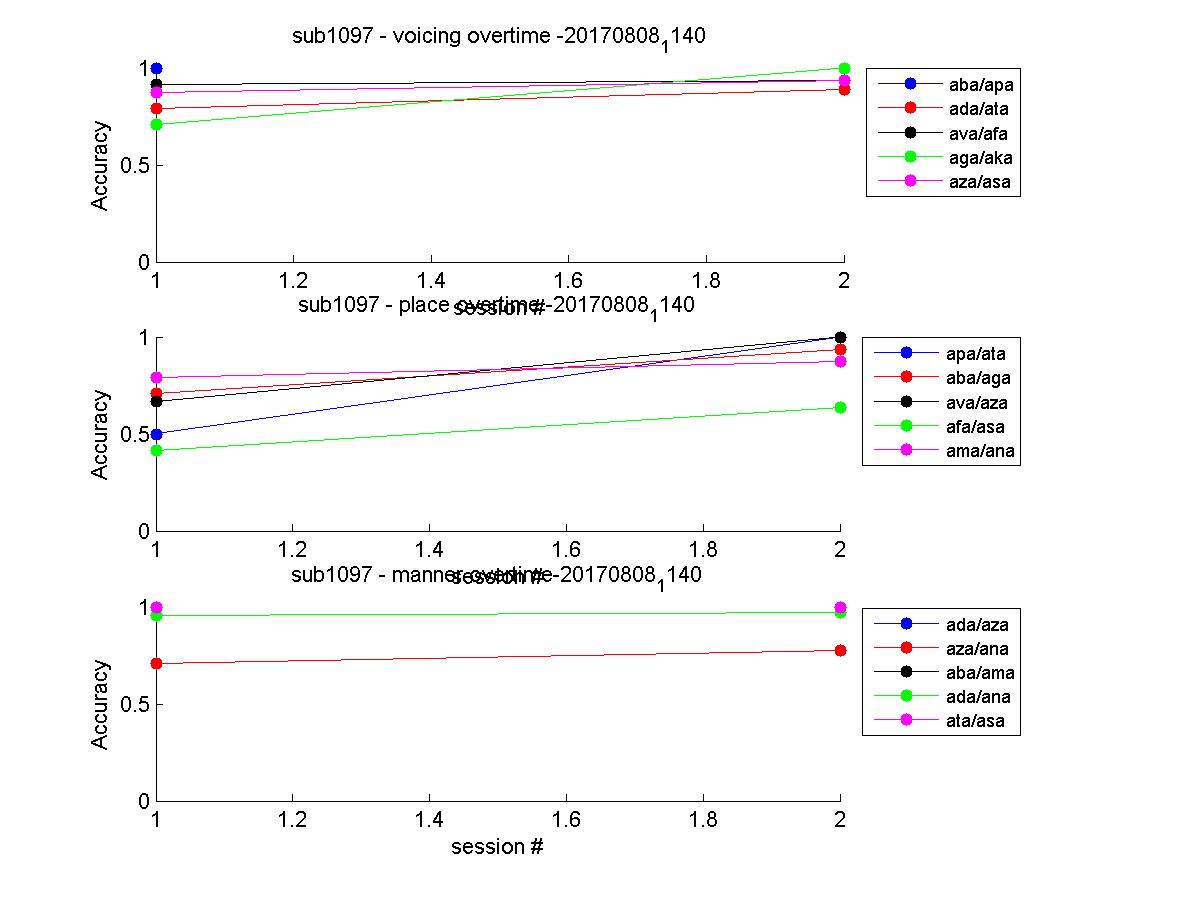 sub1097 - voicing overtime -20170808₁140
1
0.5
0
Accuracy
1 1.2 1.4 1.6 1.8 2
session #
aba/apa
ada/ata
ava/afa
aga/aka
aza/asa
sub1097 - place overtime -20170808₁140
1
0.5
0
Accuracy
1 1.2 1.4 1.6 1.8 2
session #
apa/ata
aba/aga
ava/aza
afa/asa
ama/ana
sub1097 - manner overtime -20170808₁140
1
0.5
0
Accuracy
1 1.2 1.4 1.6 1.8 2
session #
ada/aza
aza/ana
aba/ama
ada/ana
ata/asa